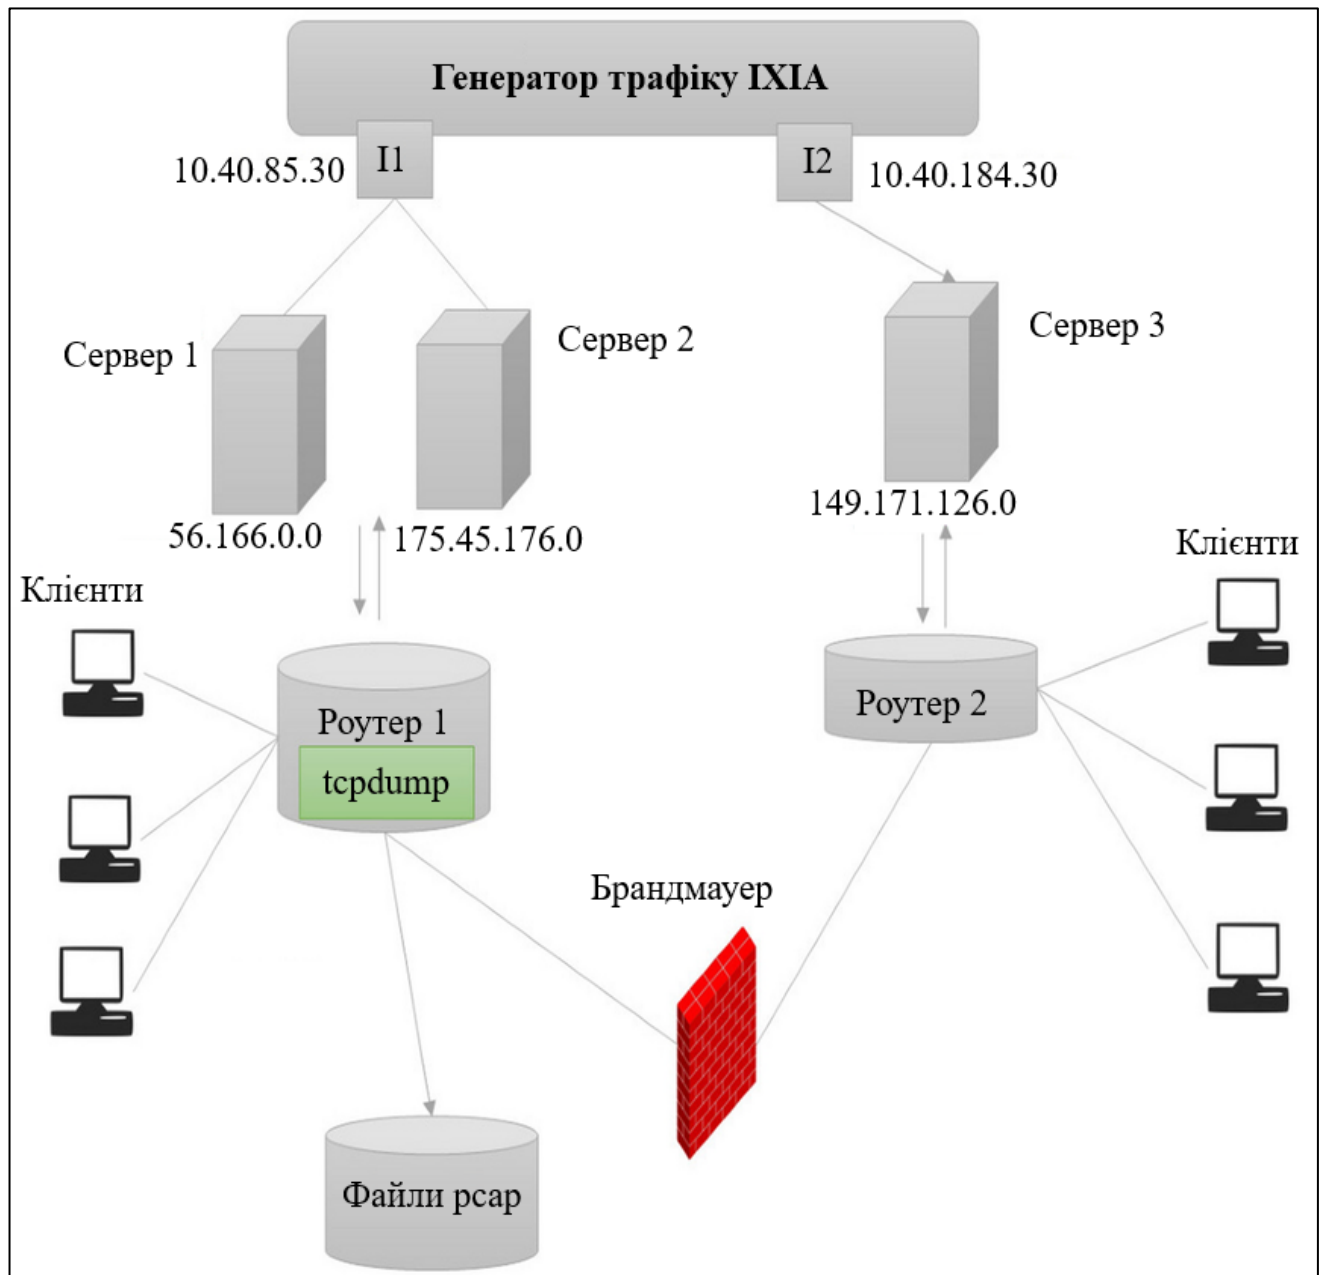 Генератор трафіку IXIA
I1
I2
10.40.85.30
10.40.184.30
Сервер 1
Сервер 2
Сервер 3
56.166.0.0
175.45.176.0
149.171.126.0
Клієнти
Клієнти
Роутер 1
tcpdump
Роутер 2
Брандмауер
Файли pcap